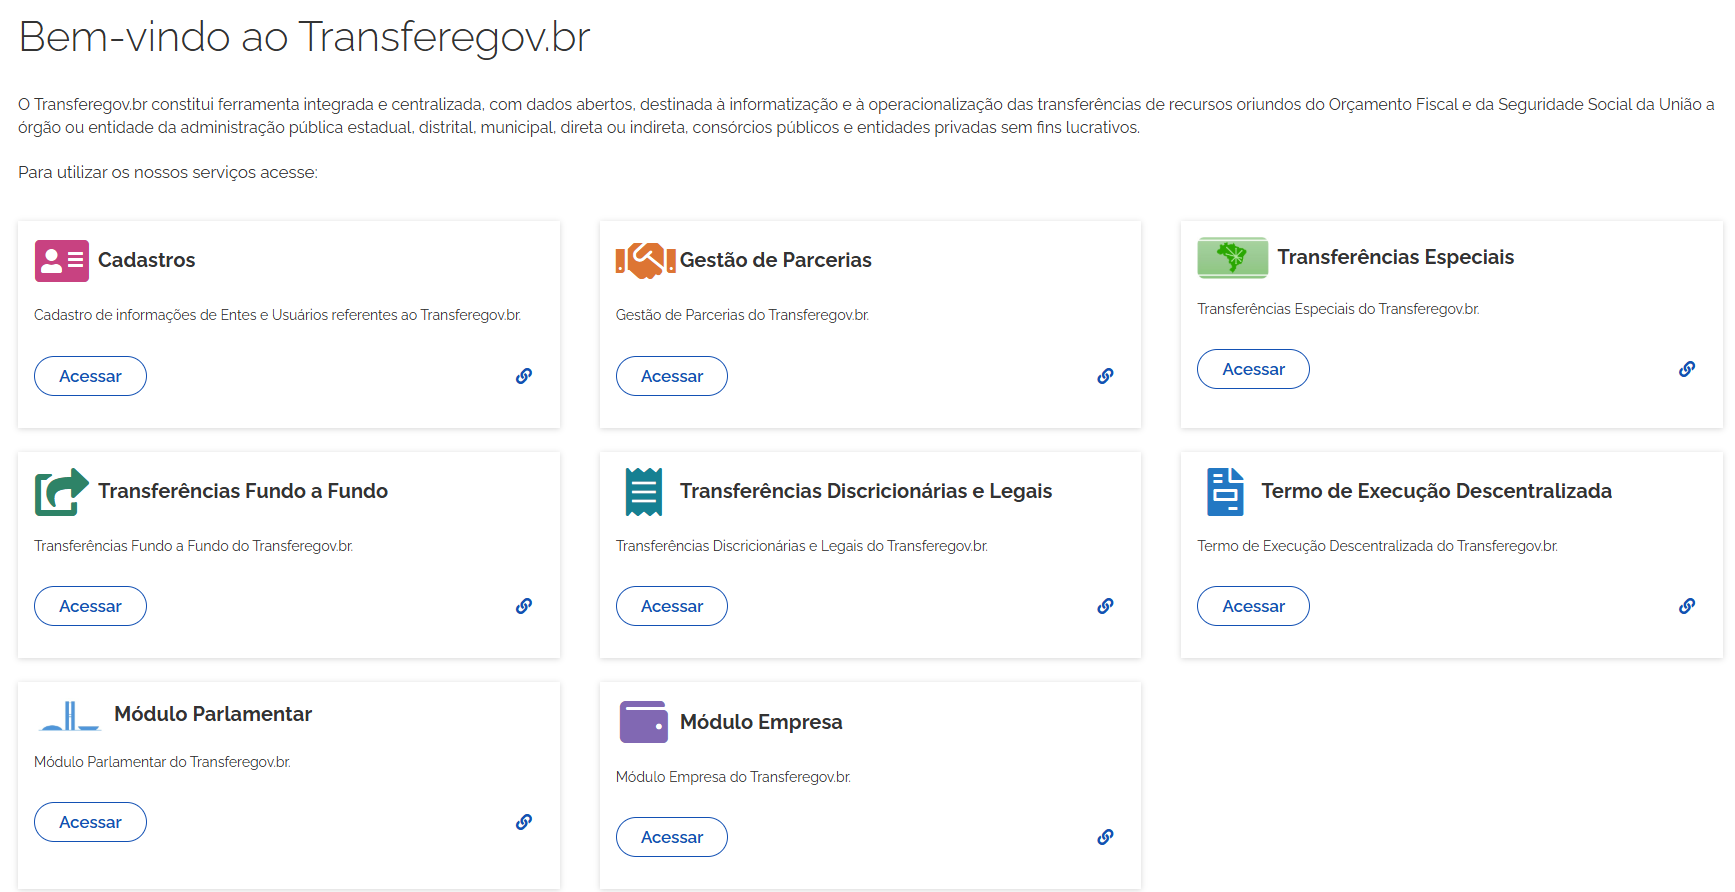 Bem-vindo ao Transferegov.br
O Transferegov.br constitui ferramenta integrada e centralizada, com dados abertos, destinada à informatização e à operacionalização das transferências de recursos oriundos do Orçamento Fiscal e da Seguridade Social da União a
órgão ou entidade da administração pública estadual, distrital, municipal, direta ou indireta, consórcios públicos e entidades privadas sem fins lucrativos.
Para utilizar os nossos serviços acesse:
Cadastros
Cadastro de informações de Entes e Usuários referentes ao Transferegov.br.
Acessar
Gestão de Parcerias
Gestão de Parcerias do Transferegov.br.
Acessar
Transferências Especiais
Transferências Especiais do Transferegov.br.
Acessar
Transferências Fundo a Fundo
Transferências Fundo a Fundo do Transferegov.br.
Acessar
Transferências Discricionárias e Legais
Transferências Discricionárias e Legais do Transferegov.br.
Acessar
Termo de Execução Descentralizada
Termo de Execução Descentralizada do Transferegov.br.
Acessar
Módulo Parlamentar
Módulo Parlamentar do Transferegov.br.
Acessar
Módulo Empresa
Módulo Empresa do Transferegov.br.
Acessar